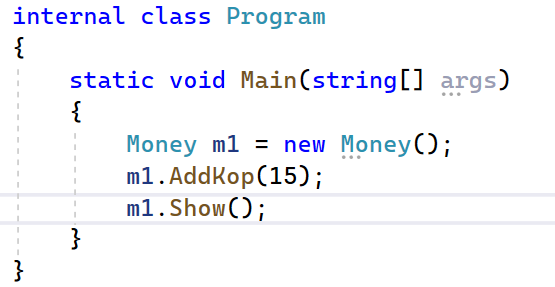 internal class Program
{
static void Main(string[] args)
{
Money m1 = new Money();
m1.AddKop(15);
m1.Show();
}
}